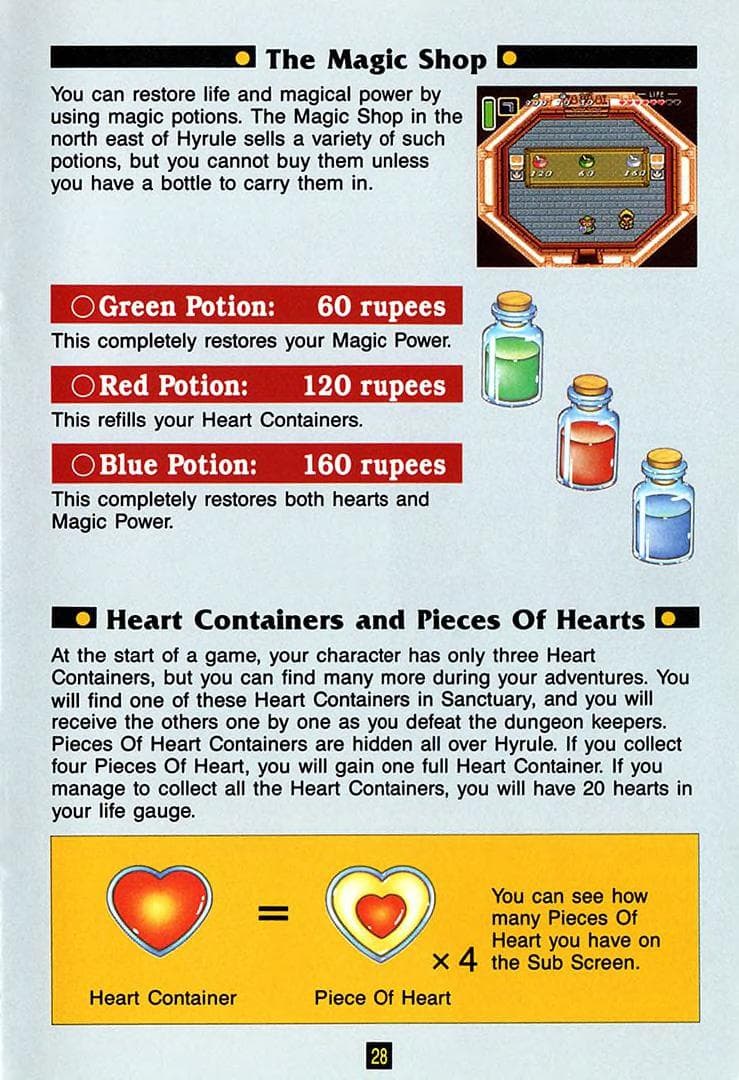 The Magic Shop
You can restore life and magical power by
using magic potions. The Magic Shop in the
north east of Hyrule sells a variety of such
potions, but you cannot buy them unless
you have a bottle to carry them in.
LIFE
120 60 160
Green Potion: 60 rupees
This completely restores your Magic Power.
Red Potion: 120 rupees
This refills your Heart Containers.
Blue Potion: 160 rupees
This completely restores both hearts and
Magic Power.
Heart Containers and Pieces Of Hearts
At the start of a game, your character has only three Heart
Containers, but you can find many more during your adventures. You
will find one of these Heart Containers in Sanctuary, and you will
receive the others one by one as you defeat the dungeon keepers.
Pieces Of Heart Containers are hidden all over Hyrule. If you collect
four Pieces Of Heart, you will gain one full Heart Container. If you
manage to collect all the Heart Containers, you will have 20 hearts in
your life gauge.
=
× 4
You can see how
many Pieces Of
Heart you have on
the Sub Screen.
Heart Container
Piece Of Heart
28